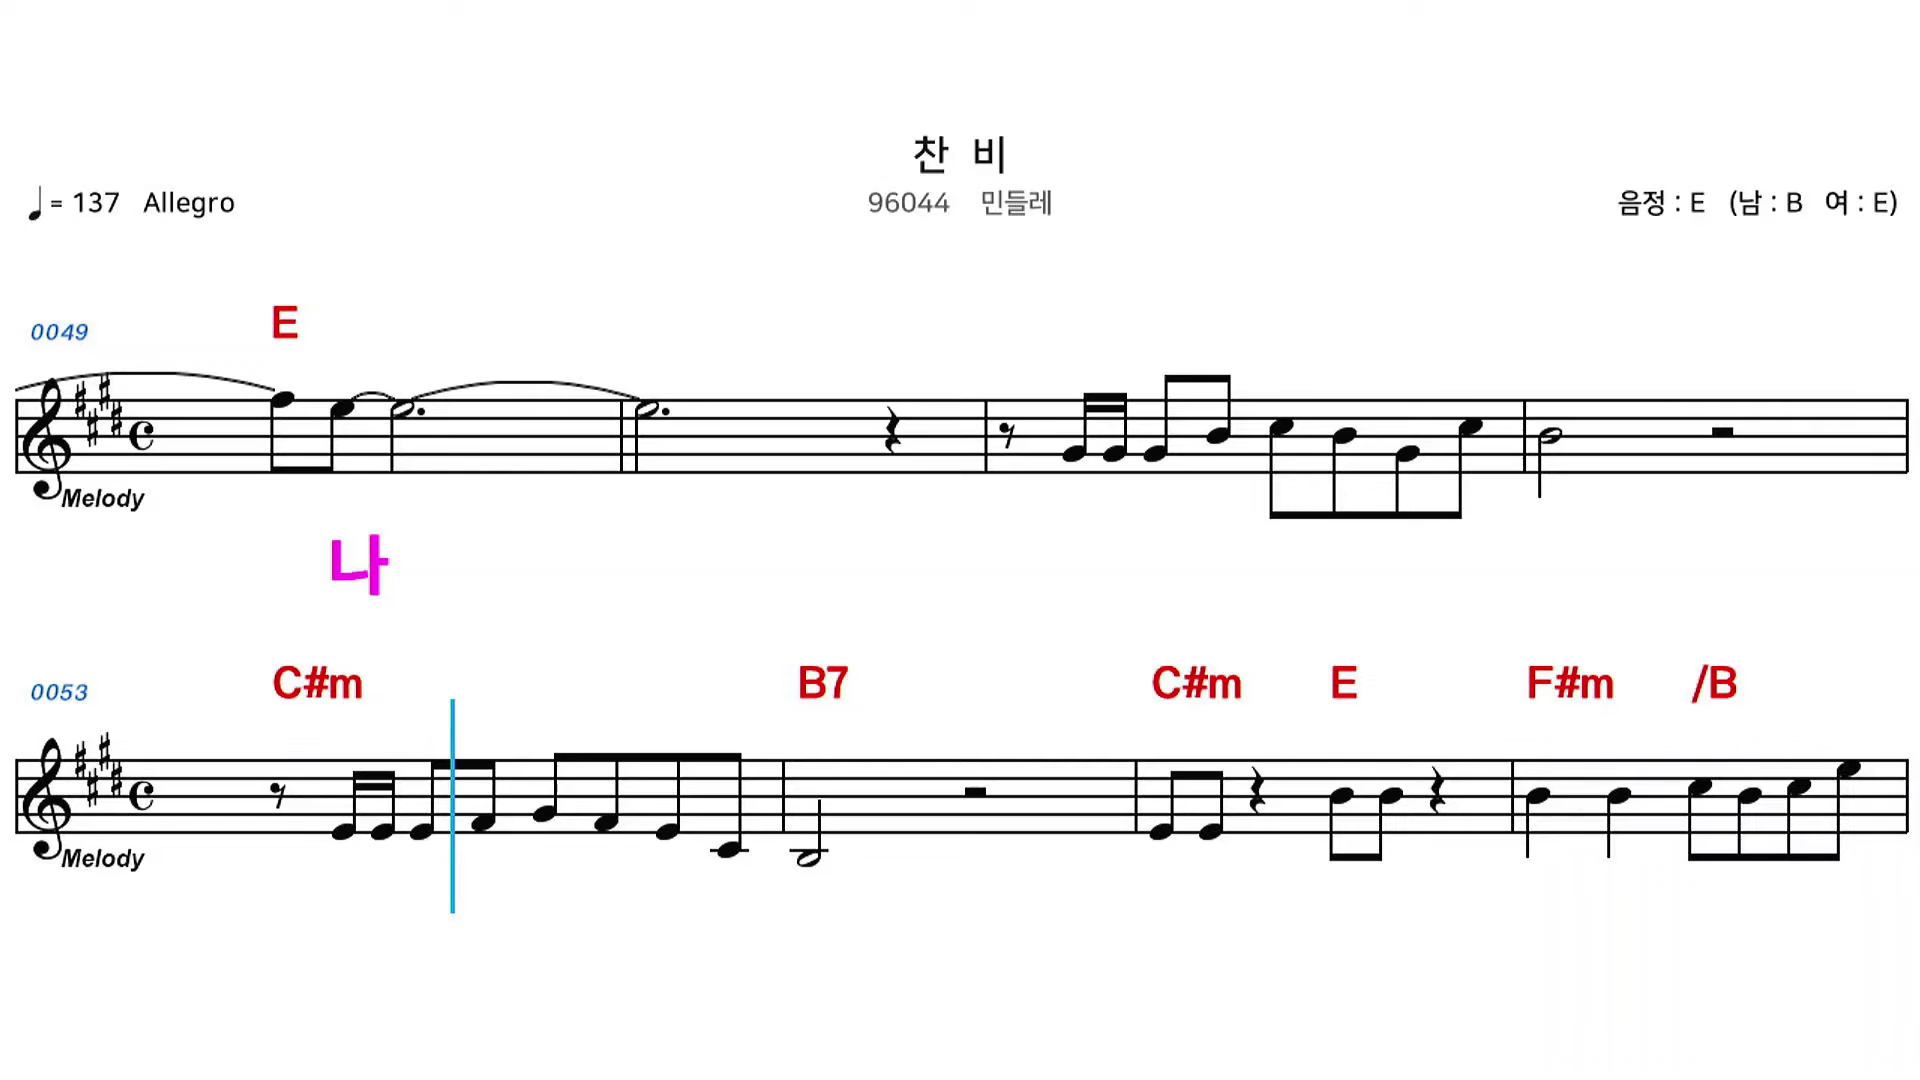 찬 비
♩= 137 Allegro
96044 민들레
음정 : E (남 : B 여 : E)
0049
E
Melody
나
0053
C#m B7 C#m E F#m /B
Melody